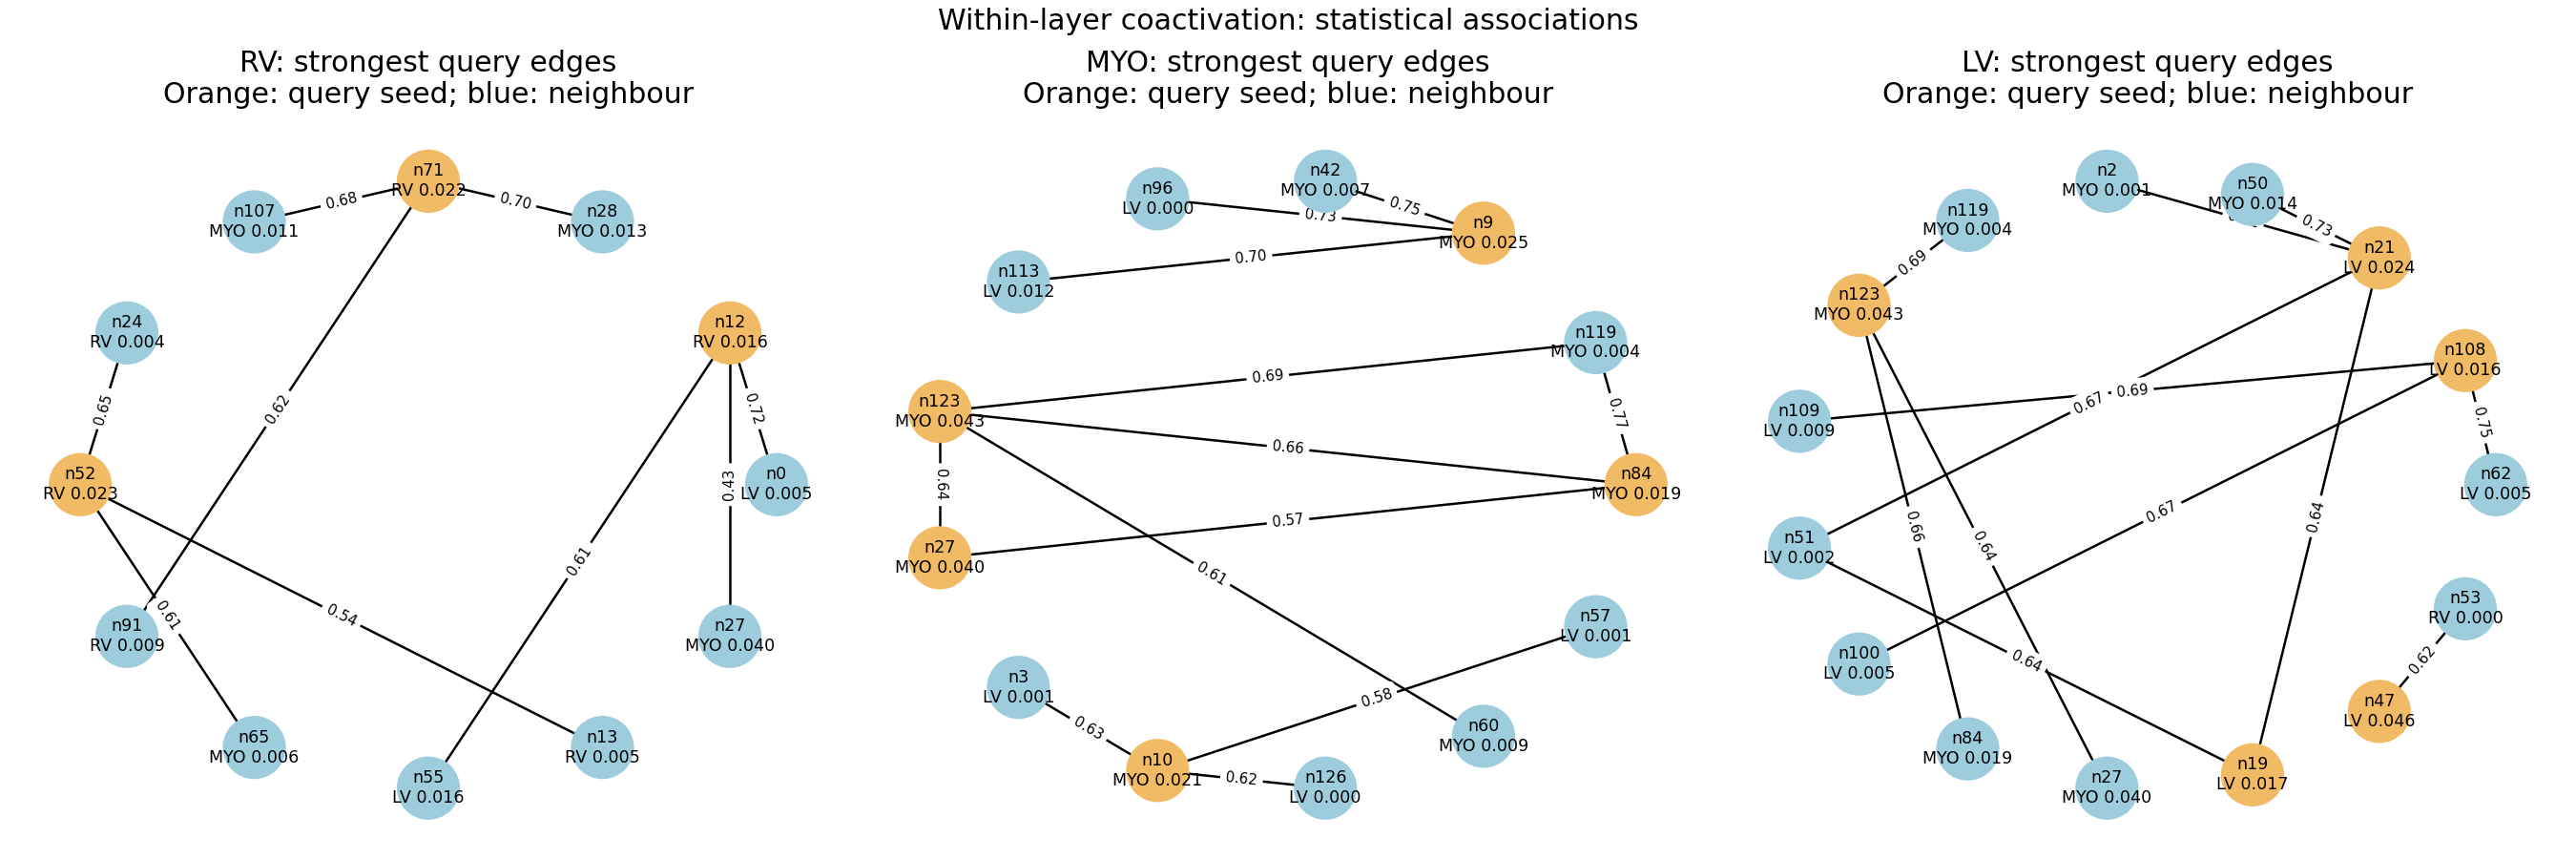 Within-layer coactivation: statistical associations
RV: strongest query edges
Orange: query seed; blue: neighbour
n71
RV 0.022
n107
MYO 0.011
0.68
0.70
n28
MYO 0.013
n24
RV 0.004
n12
RV 0.016
0.65
0.62
0.72
n52
RV 0.023
0.43
n0
LV 0.005
0.61
0.61
0.54
n91
RV 0.009
n27
MYO 0.040
n65
MYO 0.006
n13
RV 0.005
n55
LV 0.016
MYO: strongest query edges
Orange: query seed; blue: neighbour
n96
LV 0.000
n42
MYO 0.007
0.75
0.73
n9
MYO 0.025
0.70
n113
LV 0.012
n119
MYO 0.004
0.69
n123
MYO 0.043
0.77
0.66
0.64
n84
MYO 0.019
0.57
n27
MYO 0.040
0.61
n57
LV 0.001
n3
LV 0.001
0.58
0.63
n60
MYO 0.009
n10
MYO 0.021
0.62
n126
LV 0.000
LV: strongest query edges
Orange: query seed; blue: neighbour
n2
MYO 0.001
n50
MYO 0.014
n119
MYO 0.004
0.73
n21
LV 0.024
0.69
n123
MYO 0.043
n108
LV 0.016
0.69
0.67
n109
LV 0.009
0.75
n62
LV 0.005
0.67
0.64
0.66
0.64
n51
LV 0.002
n53
RV 0.000
0.62
n100
LV 0.005
0.64
n47
LV 0.046
n84
MYO 0.019
n27
MYO 0.040
n19
LV 0.017